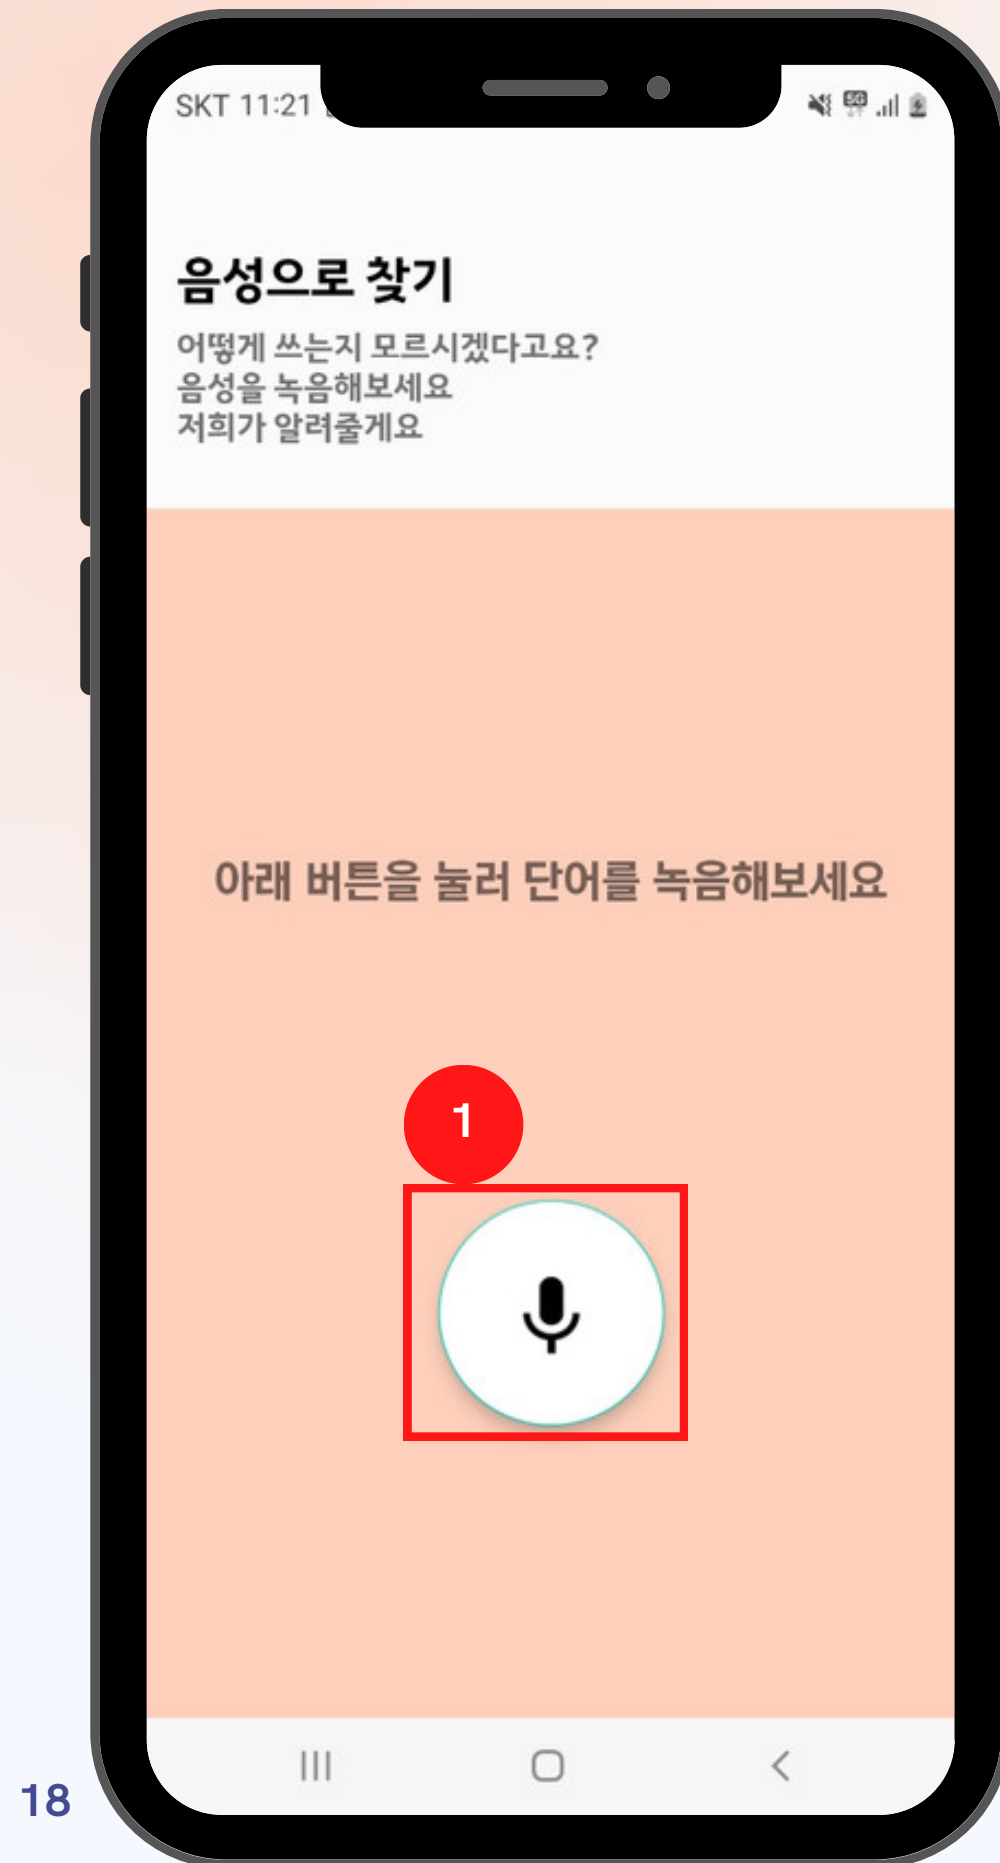 SKT 11:21
5G
음성으로 찾기
어떻게 쓰는지 모르시겠다고요?
음성을 녹음해보세요
저희가 알려줄게요
아래 버튼을 눌러 단어를 녹음해보세요
1
18